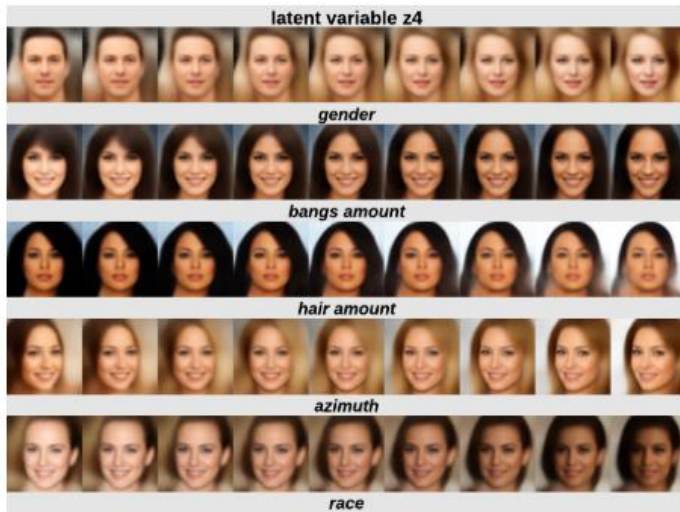 latent variable z4
gender
bangs amount
hair amount
azimuth
race